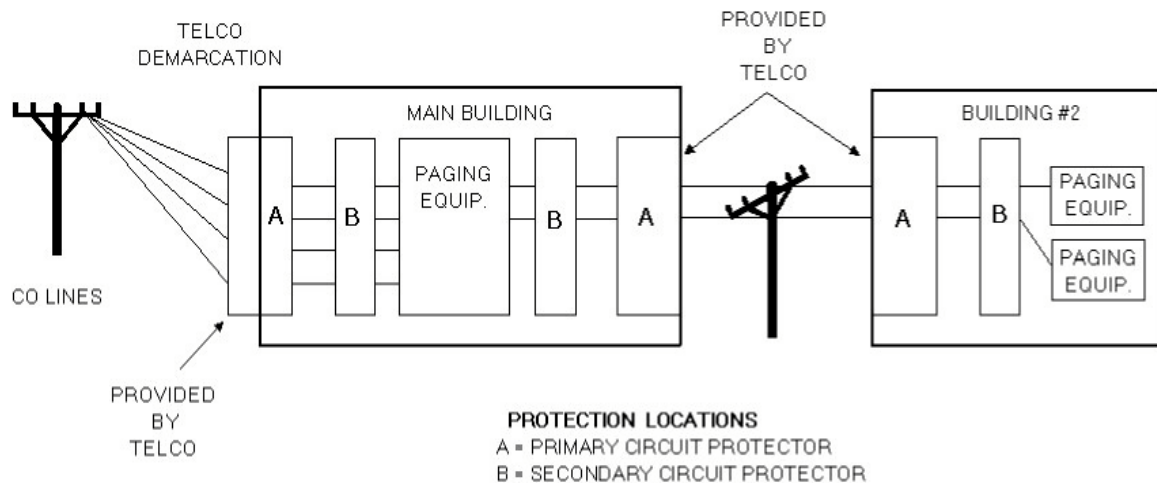 TELCO
DEMARCATION
PROVIDED
BY
TELCO
MAIN BUILDING
BUILDING #2
PAGING
EQUIP.
A
B
B
A
A
B
PAGING
EQUIP.
PAGING
EQUIP.
CO LINES
PROVIDED
BY
TELCO
PROTECTION LOCATIONS
A = PRIMARY CIRCUIT PROTECTOR
B = SECONDARY CIRCUIT PROTECTOR